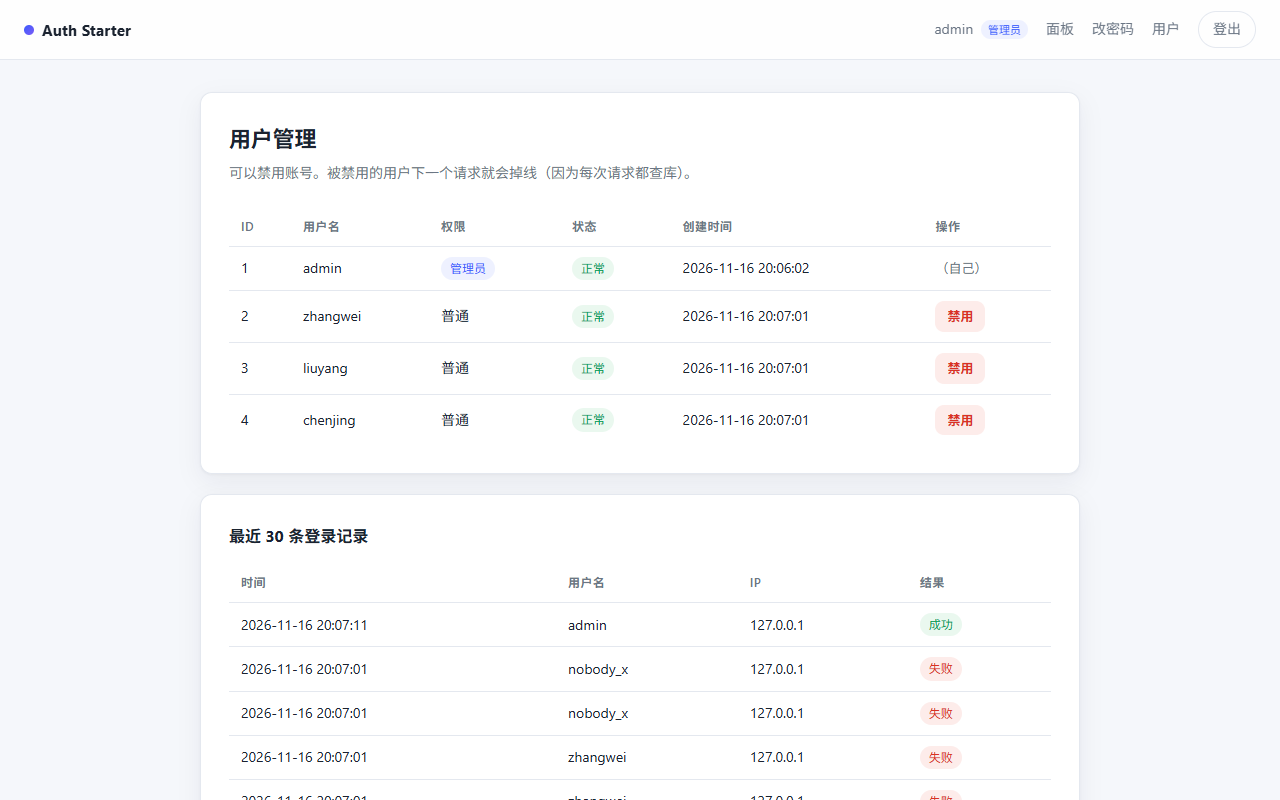 Auth Starter
admin 管理员 面板 改密码 用户 登出
用户管理
可以禁用账号。被禁用的用户下一个请求就会掉线（因为每次请求都查库）。
ID 用户名 权限 状态 创建时间 操作
1 admin 管理员 正常 2026-11-16 20:06:02 （自己）
2 zhangwei 普通 正常 2026-11-16 20:07:01 禁用
3 liuyang 普通 正常 2026-11-16 20:07:01 禁用
4 chenjing 普通 正常 2026-11-16 20:07:01 禁用
最近 30 条登录记录
时间 用户名 IP 结果
2026-11-16 20:07:11 admin 127.0.0.1 成功
2026-11-16 20:07:01 nobody_x 127.0.0.1 失败
2026-11-16 20:07:01 nobody_x 127.0.0.1 失败
2026-11-16 20:07:01 zhangwei 127.0.0.1 失败